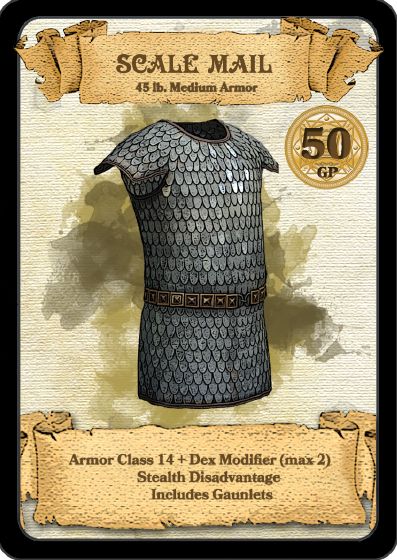 SCALE MAIL
45 lb. Medium Armor
50
GP
Armor Class 14 + Dex Modifier (max 2)
Stealth Disadvantage
Includes Gaunlets